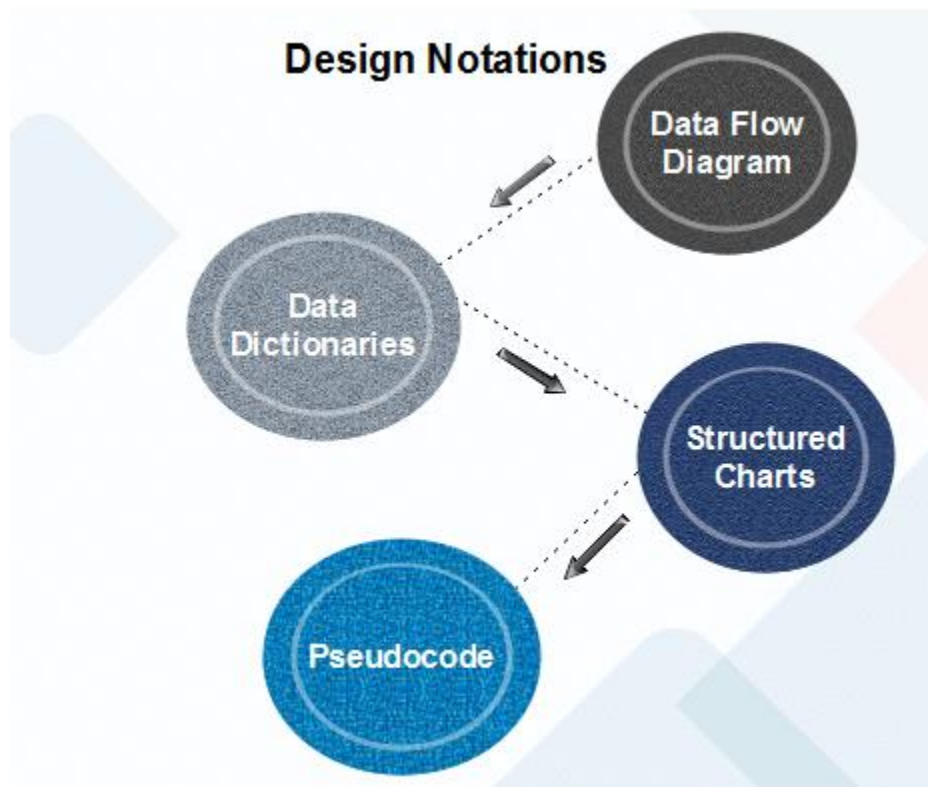 Design Notations
Data Flow
Diagram
Data
Dictionaries
Structured
Charts
Pseudocode